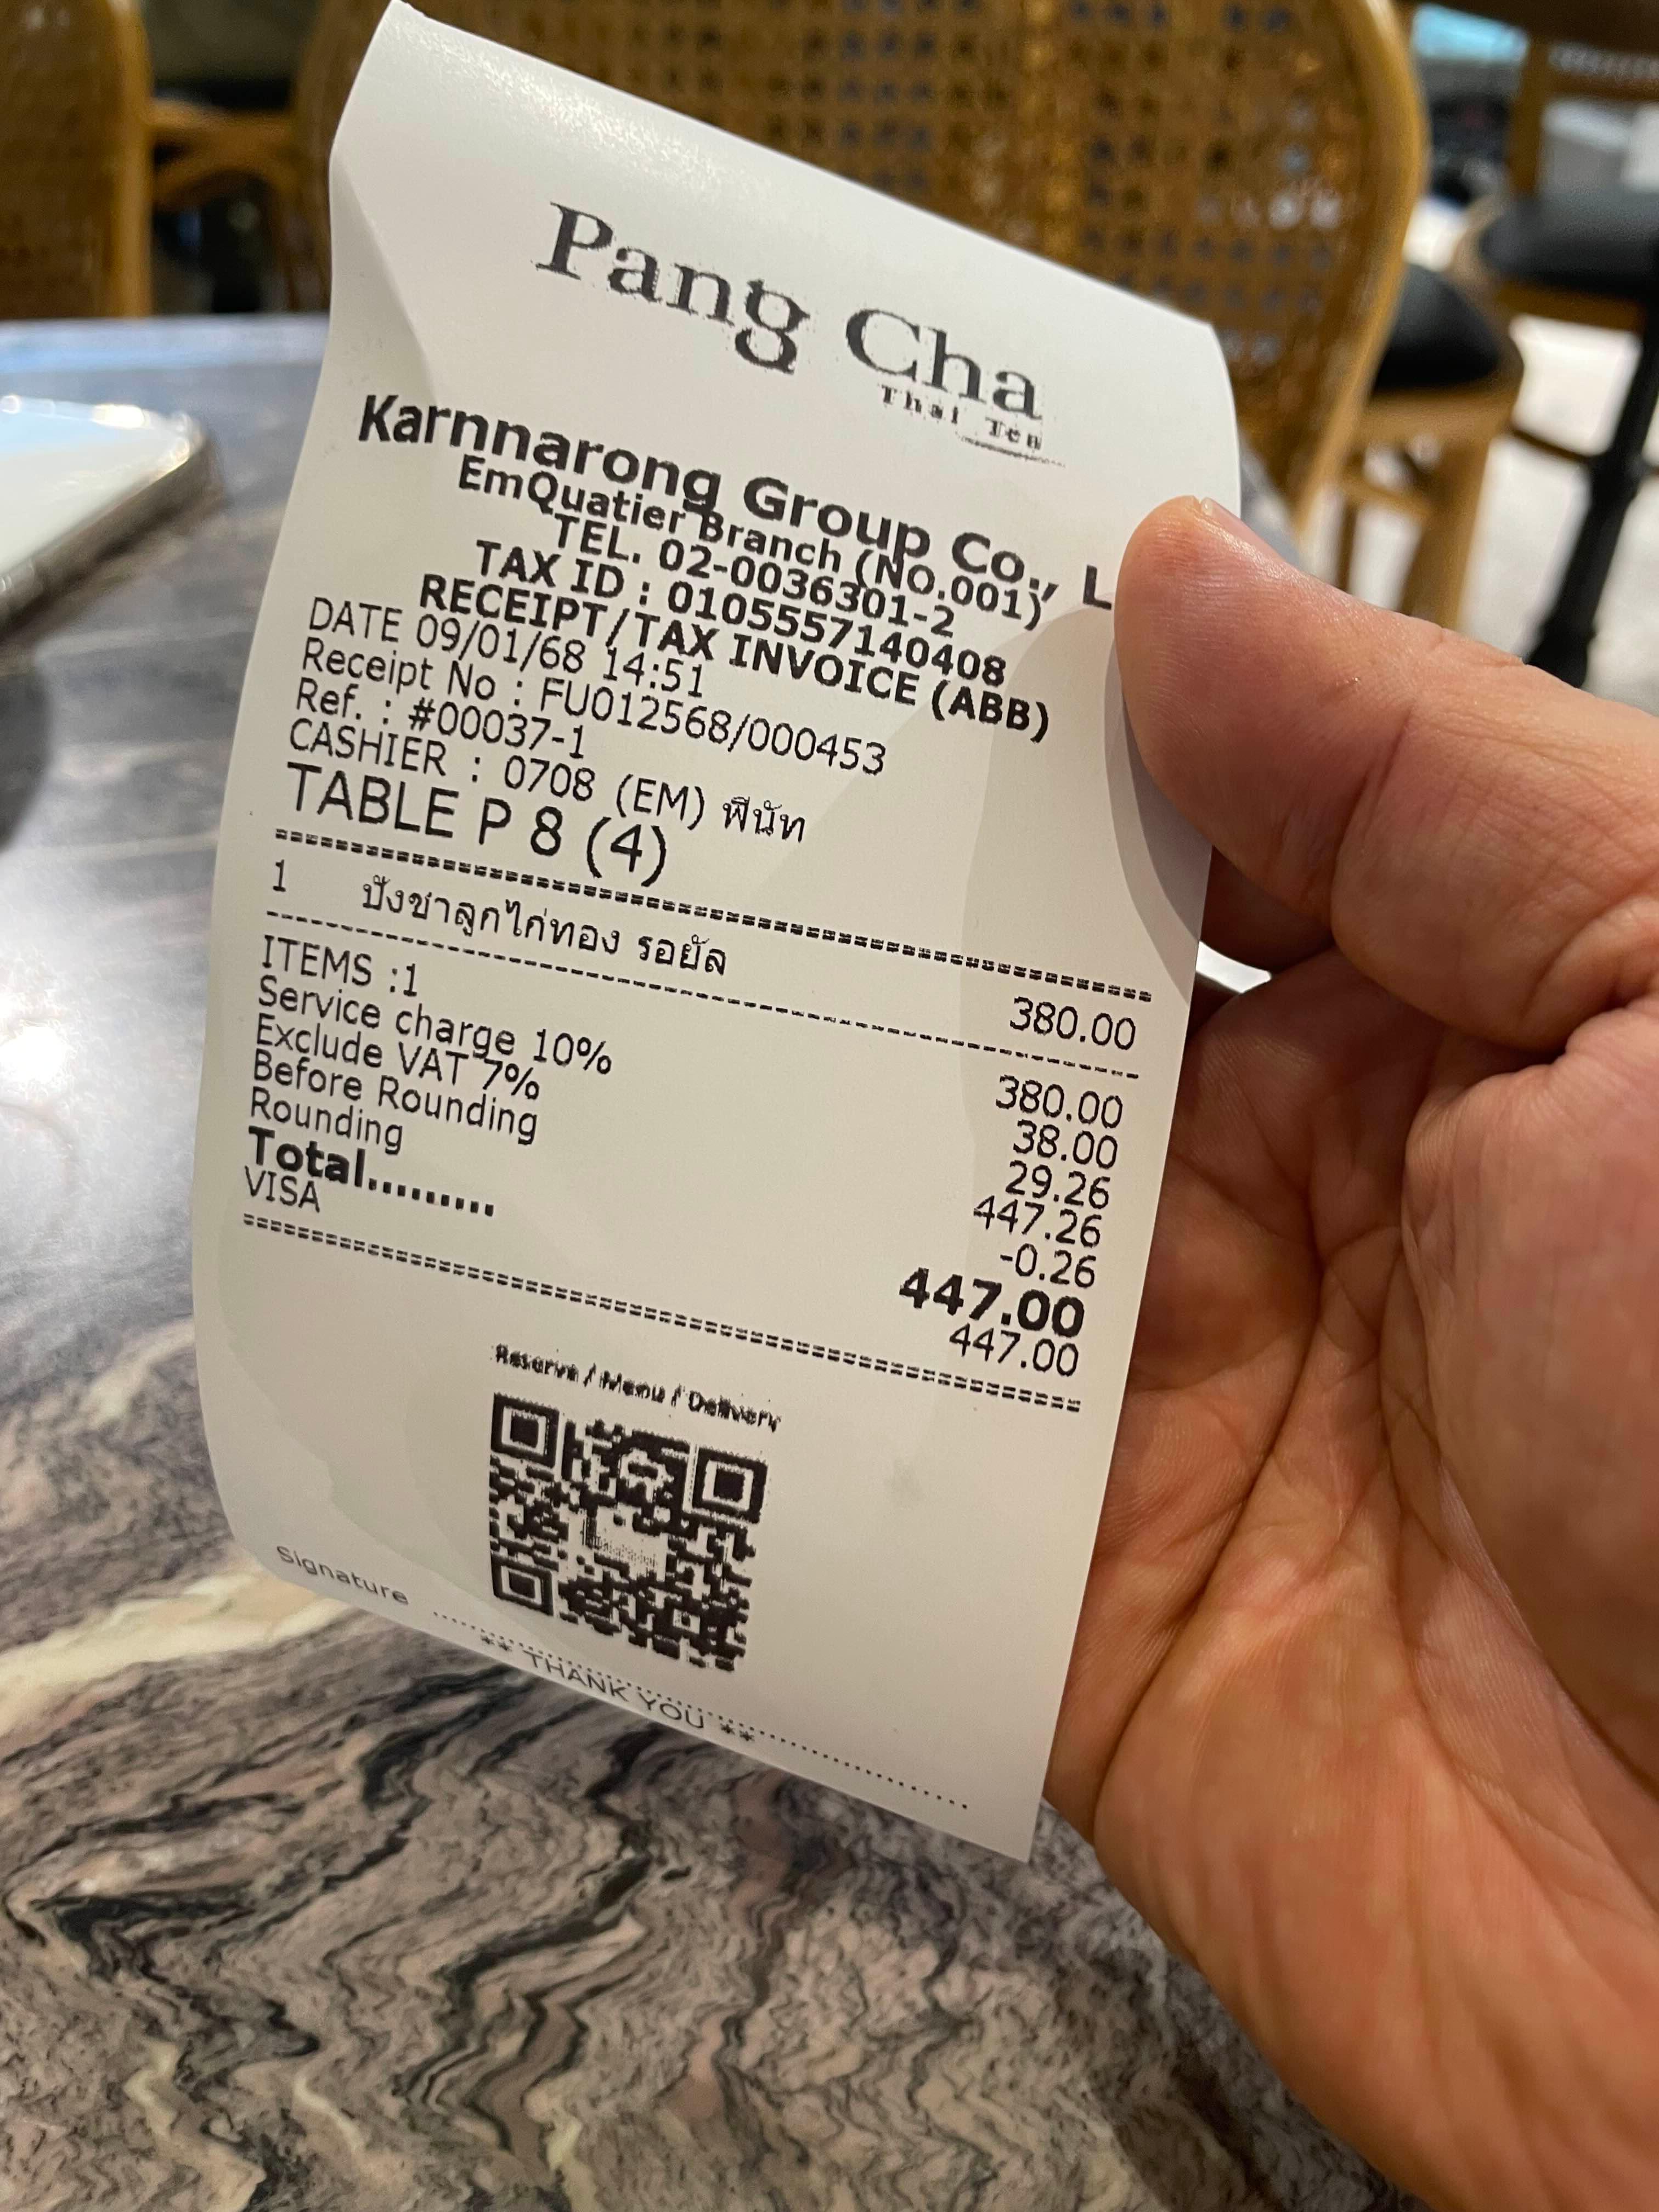 Pang Cha
Thai Tea
Karnnarong Group Co., L
EmQuatier Branch (NO.001)
TEL. 02-0036301-2
TAX ID : 0105557140408
RECEIPT/TAX INVOICE (ABB)
DATE 09/01/68 14:51
Receipt No : FU012568/000453
Ref. : #00037-1
CASHIER : 0708 (EM) พีนัท
TABLE P 8 (4)
1 ปังชาลูกไก่ทอง รอยัล 380.00
ITEMS :1 380.00
Service charge 10% 38.00
Exclude VAT 7% 29.26
Before Rounding 447.26
Rounding -0.26
Total......... 447.00
VISA 447.00
Reserve / Menu / Delivery
Signature ........................................
** THANK YOU **